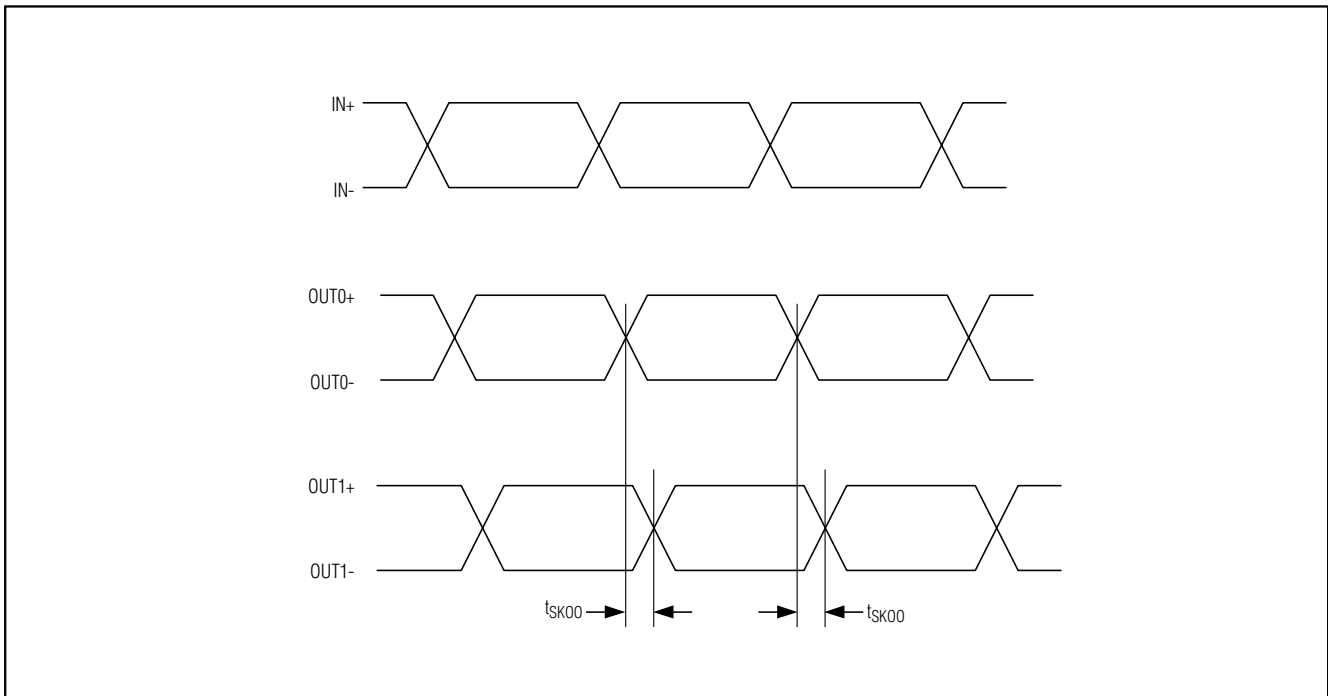 IN+
IN-
OUT0+
OUT0-
OUT1+
OUT1-
tSKOO
tSKOO